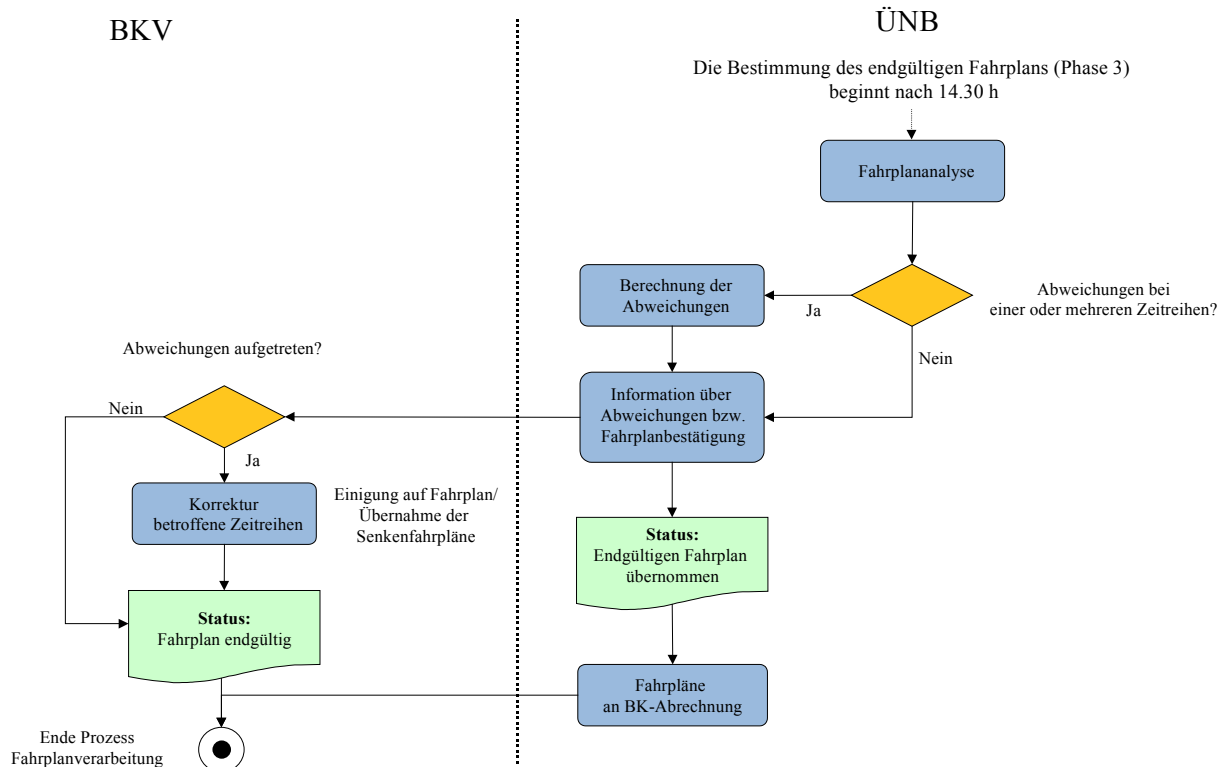 BKV
ÜNB
Die Bestimmung des endgültigen Fahrplans (Phase 3)
beginnt nach 14.30 h
Fahrplananalyse
Berechnung der
Abweichungen
Ja
Abweichungen bei
einer oder mehreren Zeitreihen?
Nein
Abweichungen aufgetreten?
Nein
Ja
Information über
Abweichungen bzw.
Fahrplanbestätigung
Korrektur
betroffene Zeitreihen
Einigung auf Fahrplan/
Übernahme der
Senkenfahrpläne
Status:
Endgültigen Fahrplan
übernommen
Status:
Fahrplan endgültig
Fahrpläne
an BK-Abrechnung
Ende Prozess
Fahrplanverarbeitung